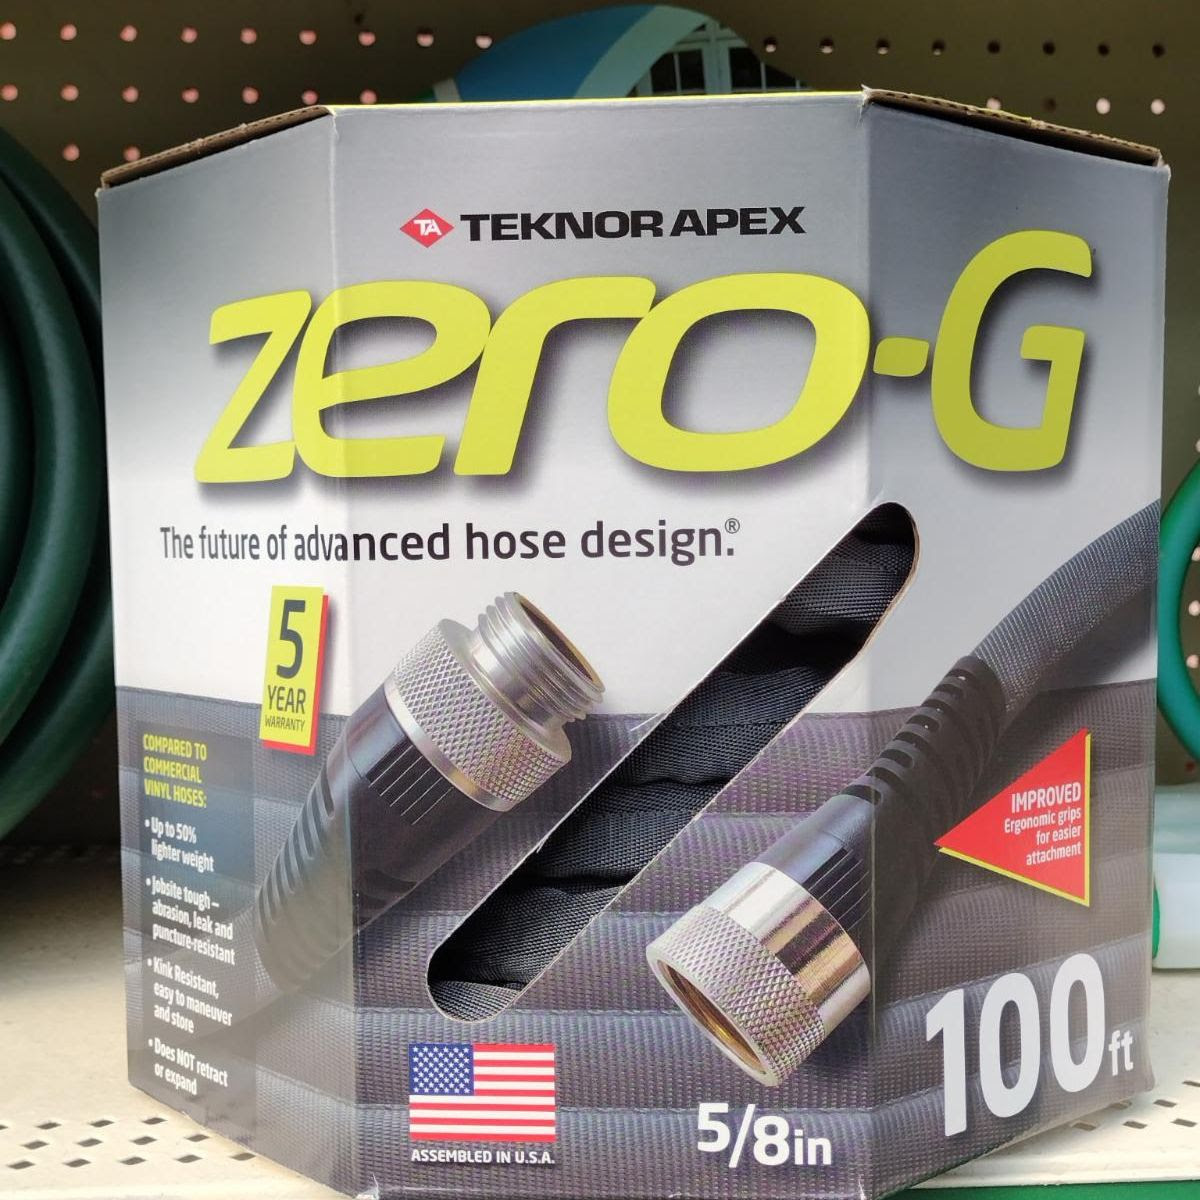 TA TEKNOR APEX
zero-G
The future of advanced hose design.®
5
YEAR
WARRANTY
COMPARED TO
COMMERCIAL
VINYL HOSES:
• Up to 50%
lighter weight
• Jobsite tough –
abrasion, leak and
puncture-resistant
• Kink Resistant,
easy to maneuver
and store
• Does NOT retract
or expand
IMPROVED
Ergonomic grips
for easier
attachment
ASSEMBLED IN U.S.A.
5/8in
100ft